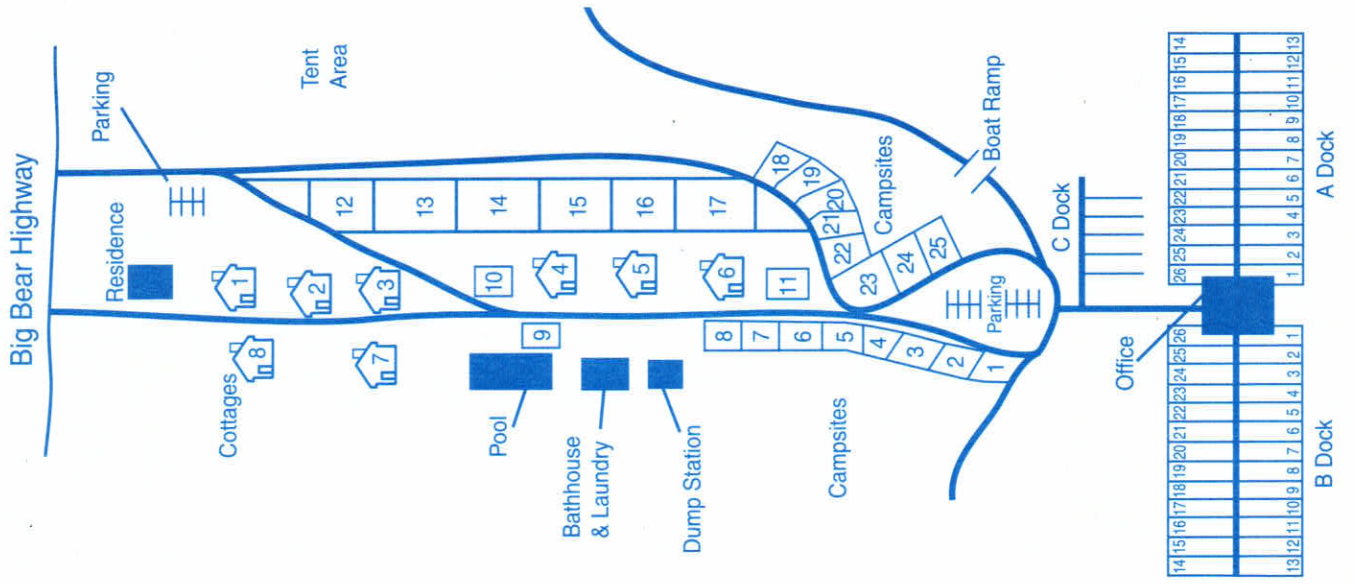 Big Bear Highway
Parking
Residence
Tent
Area
Cottages
1
2
3
8
7
12
13
14
15
16
17
10
4
5
6
11
9
Pool
Bathhouse
& Laundry
Dump Station
Campsites
8
7
6
5
4
3
2
1
18
19
20
21
22
23
24
25
Campsites
Boat Ramp
Parking
C Dock
Office
14 15 16 17 18 19 20 21 22 23 24 25 26
13 12 11 10 9 8 7 6 5 4 3 2 1
B Dock
26 25 24 23 22 21 20 19 18 17 16 15 14
1 2 3 4 5 6 7 8 9 10 11 12 13
A Dock